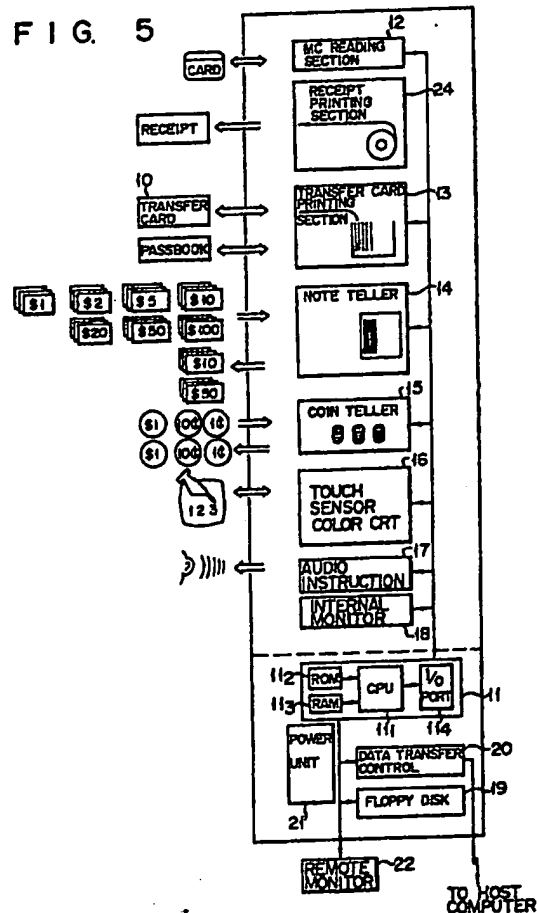 FIG. 5
12
MC READING
SECTION
CARD
24
RECEIPT
PRINTING
SECTION
RECEIPT
10
TRANSFER
CARD
13
TRANSFER CARD
PRINTING
SECTION
PASSBOOK
14
NOTE TELLER
$1 $2 $5 $10
$20 $50 $100
$10
$50
15
COIN TELLER
$1 10¢ 1¢
$1 10¢ 1¢
16
TOUCH
SENSOR
COLOR CRT
123
17
AUDIO
INSTRUCTION
INTERNAL
MONITOR
18
112
ROM
113
RAM
CPU
111
I/O
PORT
114
11
POWER
UNIT
21
20
DATA TRANSFER
CONTROL
19
FLOPPY DISK
REMOTE
MONITOR
22
TO HOST
COMPUTER